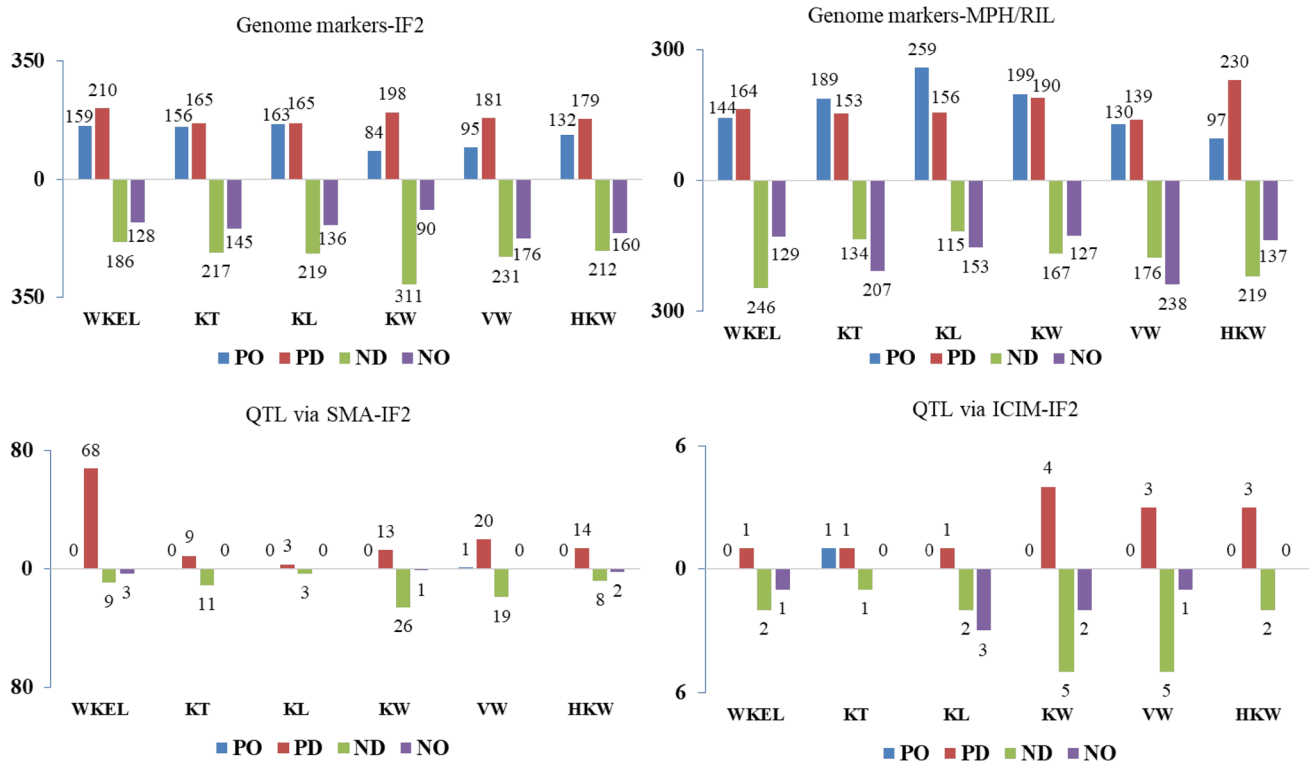 Genome markers-IF2
350
0
350
159 210 186 128
156 165 217 145
163 165 219 136
84 198 311 90
95 181 231 176
132 179 212 160
WKEL KT KL KW VW HKW
PO PD ND NO
Genome markers-MPH/RIL
300
0
300
144 164 246 129
189 153 134 207
259 156 115 153
199 190 167 127
130 139 176 238
97 230 219 137
WKEL KT KL KW VW HKW
PO PD ND NO
QTL via SMA-IF2
80
0
80
0 68 9 3
0 9 11 0
0 3 3 0
0 13 26 1
1 20 19 0
0 14 8 2
WKEL KT KL KW VW HKW
PO PD ND NO
QTL via ICIM-IF2
6
0
6
0 1 2 1
1 1 1 0
0 1 2 3
0 4 5 2
0 3 5 1
0 3 2 0
WKEL KT KL KW VW HKW
PO PD ND NO